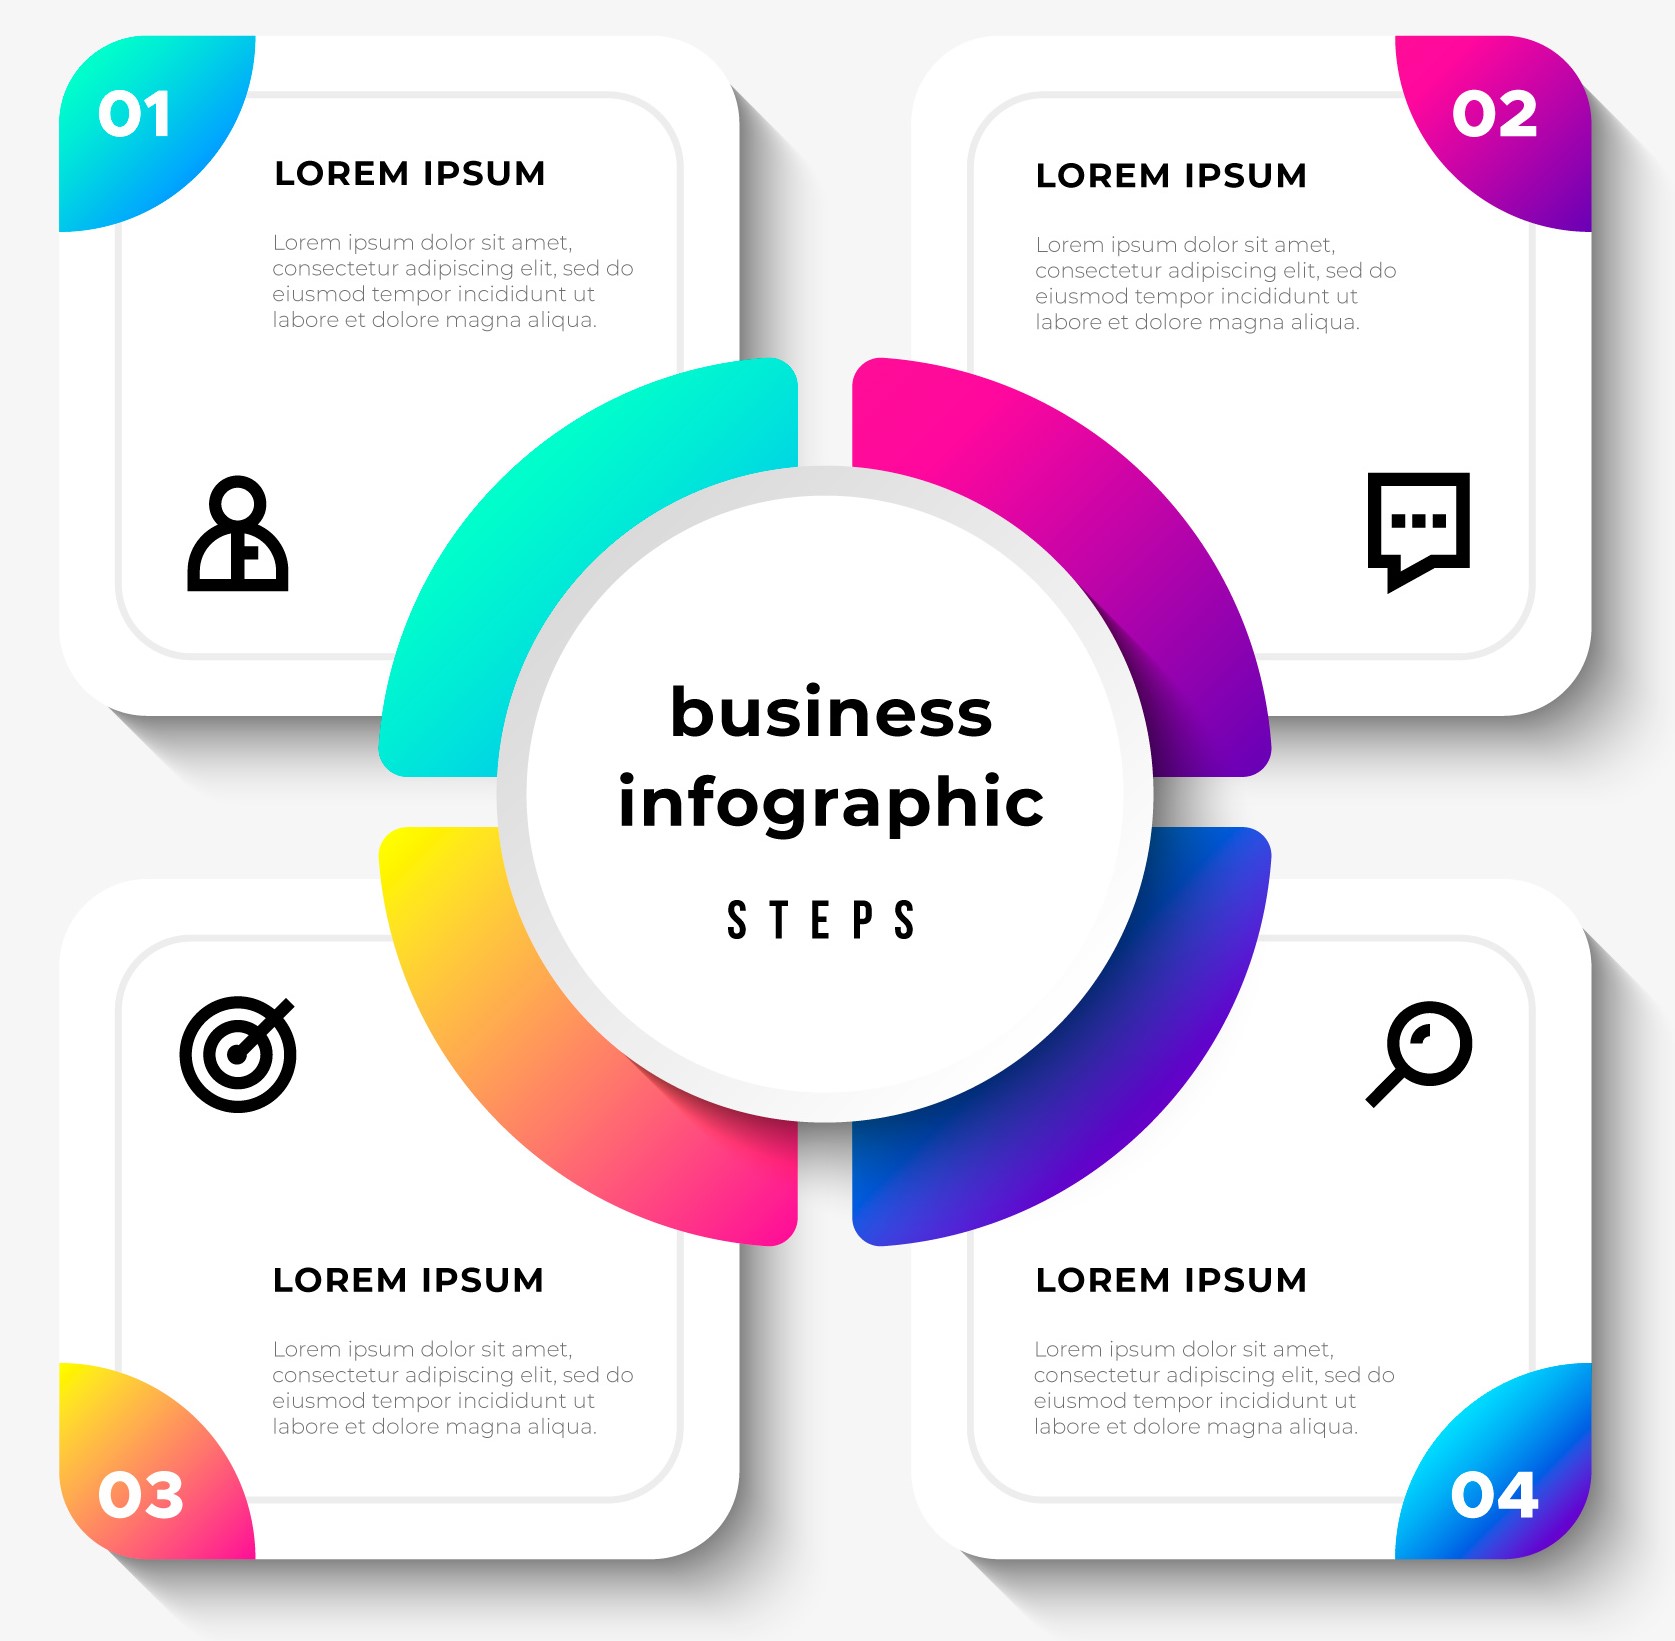 01
LOREM IPSUM
Lorem ipsum dolor sit amet,
consectetur adipiscing elit, sed do
eiusmod tempor incididunt ut
labore et dolore magna aliqua.
02
LOREM IPSUM
Lorem ipsum dolor sit amet,
consectetur adipiscing elit, sed do
eiusmod tempor incididunt ut
labore et dolore magna aliqua.
business
infographic
STEPS
03
LOREM IPSUM
Lorem ipsum dolor sit amet,
consectetur adipiscing elit, sed do
eiusmod tempor incididunt ut
labore et dolore magna aliqua.
04
LOREM IPSUM
Lorem ipsum dolor sit amet,
consectetur adipiscing elit, sed do
eiusmod tempor incididunt ut
labore et dolore magna aliqua.